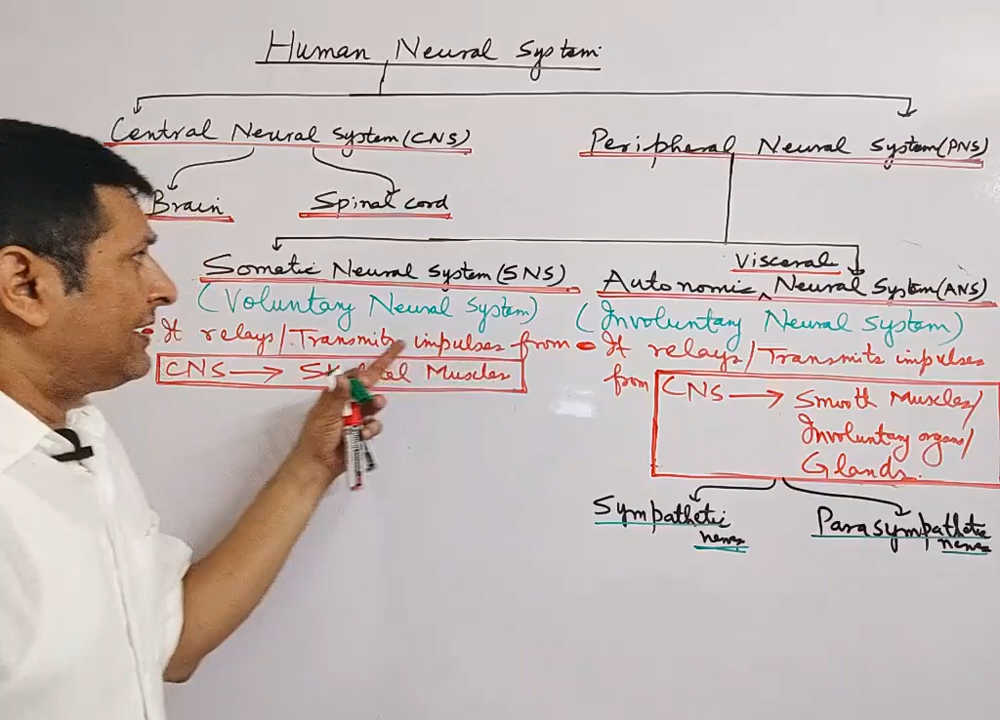 Human Neural System
Central Neural System (CNS)
Peripheral Neural System (PNS)
Brain
Spinal cord
Visceral
Somatic Neural System (SNS)
Autonomic Neural System (ANS)
(Voluntary Neural System)
(Involuntary Neural System)
It relays/Transmits impulses from
CNS → Skeletal Muscles
It relays/Transmits impulses
from CNS → Smooth Muscles/
Involuntary organs/
Glands.
Sympathetic
nerves
Parasympathetic
nerves